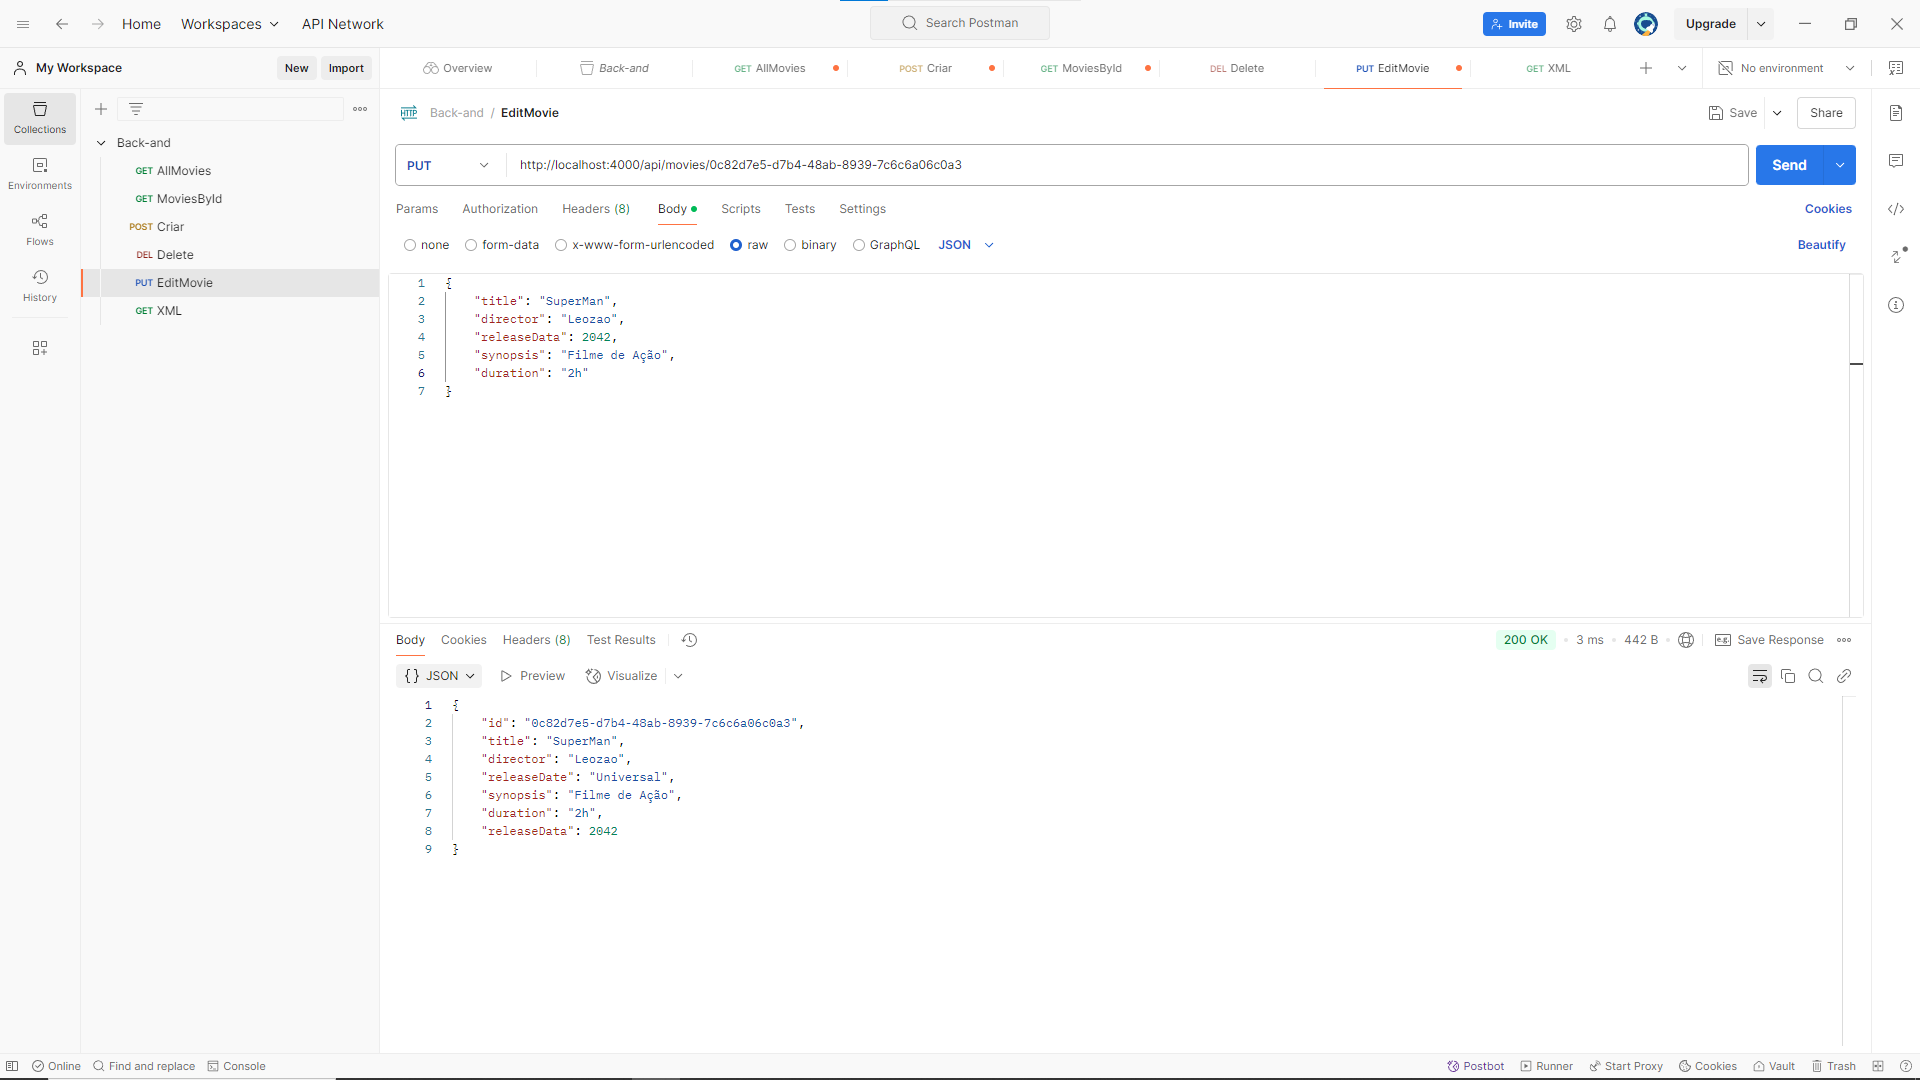 Home Workspaces API Network Search Postman Invite Upgrade
My Workspace New Import Overview Back-and GET AllMovies POST Criar GET MoviesById DEL Delete PUT EditMovie GET XML No environment
Collections
Environments
Flows
History
Back-and
GET AllMovies
GET MoviesById
POST Criar
DEL Delete
PUT EditMovie
GET XML
HTTP Back-and / EditMovie Save Share
PUT http://localhost:4000/api/movies/0c82d7e5-d7b4-48ab-8939-7c6c6a06c0a3 Send
Params Authorization Headers (8) Body Scripts Tests Settings Cookies
none form-data x-www-form-urlencoded raw binary GraphQL JSON Beautify
1 {
2 "title": "SuperMan",
3 "director": "Leozao",
4 "releaseData": 2042,
5 "synopsis": "Filme de Ação",
6 "duration": "2h"
7 }
Body Cookies Headers (8) Test Results 200 OK 3 ms 442 B e.g. Save Response
{} JSON Preview Visualize
1 {
2 "id": "0c82d7e5-d7b4-48ab-8939-7c6c6a06c0a3",
3 "title": "SuperMan",
4 "director": "Leozao",
5 "releaseDate": "Universal",
6 "synopsis": "Filme de Ação",
7 "duration": "2h",
8 "releaseData": 2042
9 }
Online Find and replace Console Postbot Runner Start Proxy Cookies Vault Trash